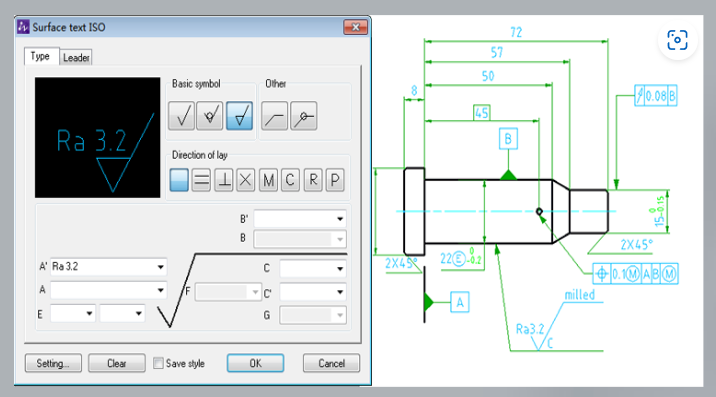 Surface text ISO
Type
Leader
Basic symbol
Other
Ra 3.2
Direction of lay
M
C
R
P
B'
B
A' Ra 3.2
A
E
F
C
C'
G
Setting...
Clear
Save style
OK
Cancel
72
57
50
8
45
0.08 B
B
15 0 -0.15
2X45°
2X45°
22 E 0 -0.2
0.1 M A B M
A
milled
Ra3.2
C